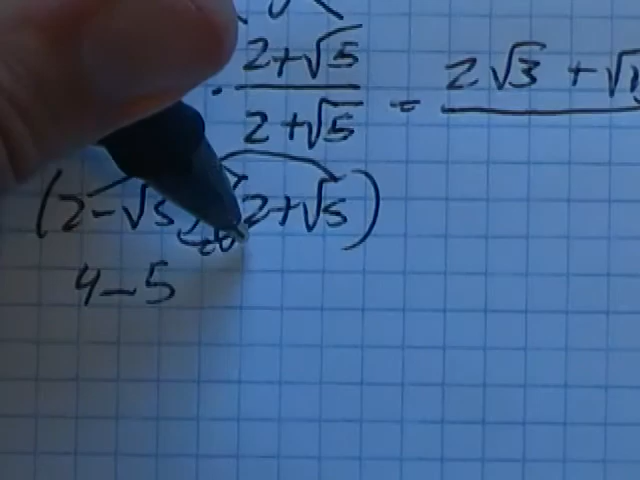 · (2+√5)/(2+√5) = 2√3 + √1
(2-√5)(2+√5)
4-5